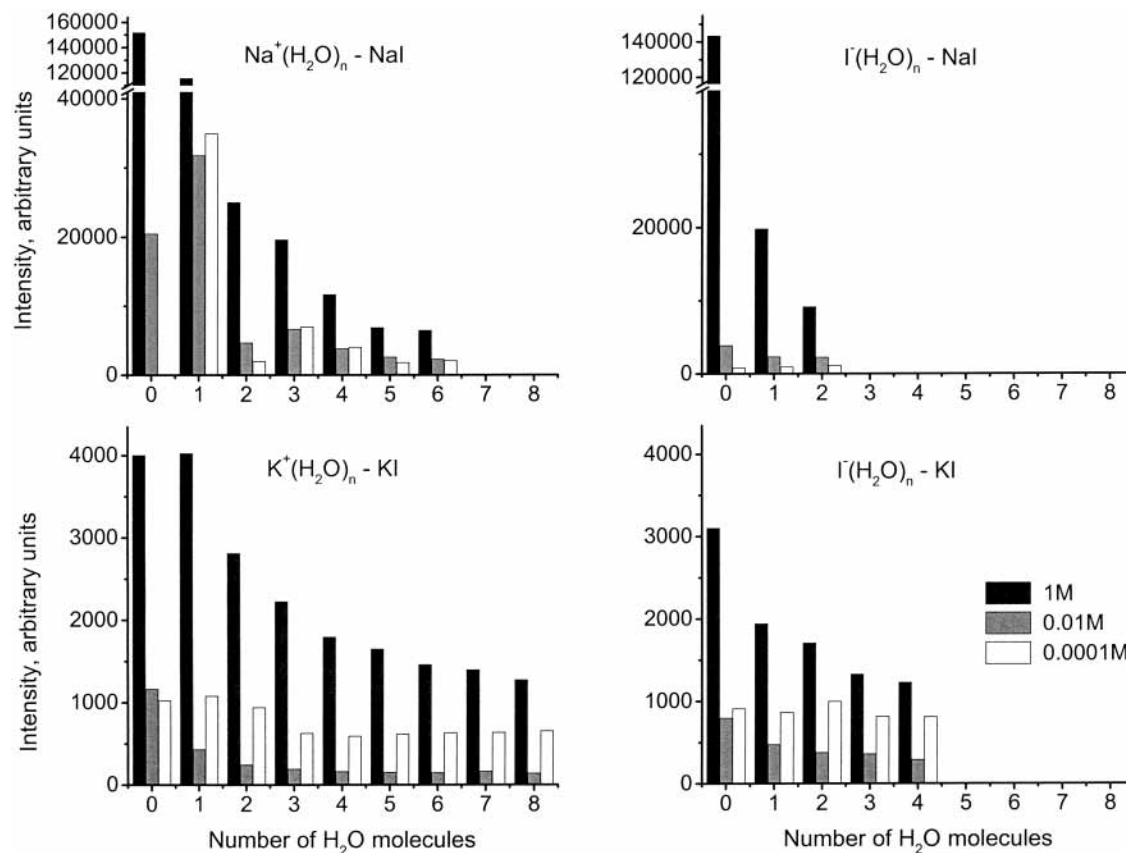 Na⁺(H₂O)ₙ - NaI
160000
140000
120000
40000
20000
0
Intensity, arbitrary units
0 1 2 3 4 5 6 7 8
I⁻(H₂O)ₙ - NaI
140000
120000
20000
0
0 1 2 3 4 5 6 7 8
K⁺(H₂O)ₙ - KI
4000
3000
2000
1000
0
Intensity, arbitrary units
0 1 2 3 4 5 6 7 8
Number of H₂O molecules
I⁻(H₂O)ₙ - KI
4000
3000
2000
1000
0
1M
0.01M
0.0001M
0 1 2 3 4 5 6 7 8
Number of H₂O molecules